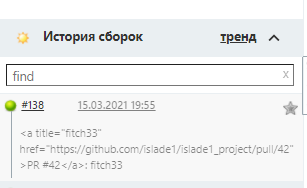 История сборок тренд
find x
#138 15.03.2021 19:55
<a title="fitch33"
href="https://github.com/islade1/islade1_project/pull/42"
>PR #42</a>: fitch33